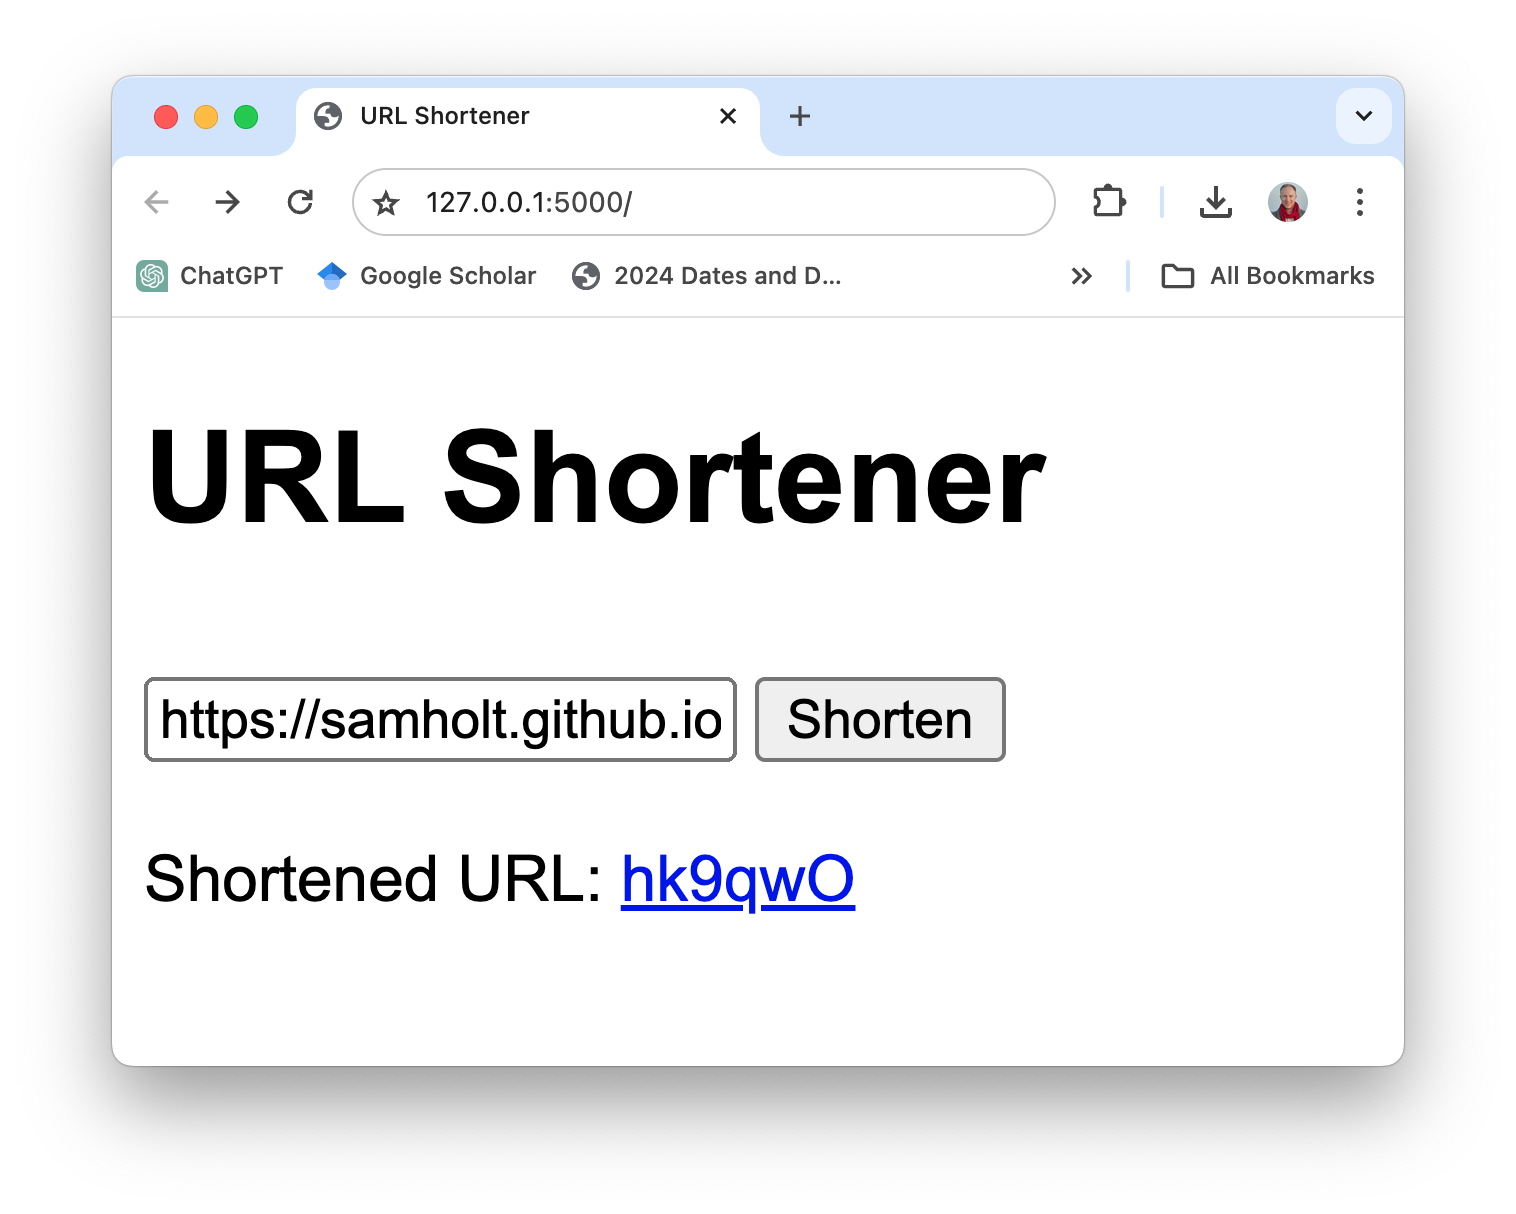 URL Shortener
127.0.0.1:5000/
ChatGPT Google Scholar 2024 Dates and D... All Bookmarks
URL Shortener
https://samholt.github.io Shorten
Shortened URL: hk9qwO